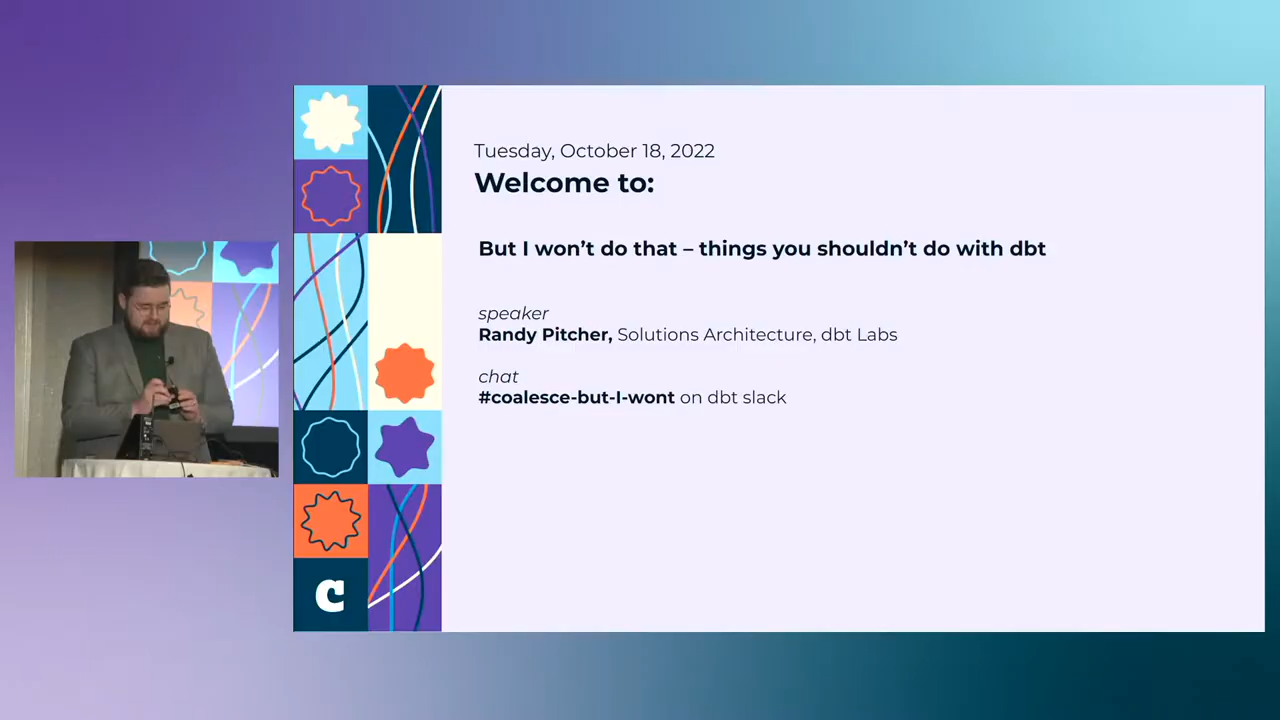 Tuesday, October 18, 2022
Welcome to:
But I won’t do that – things you shouldn’t do with dbt
speaker
Randy Pitcher, Solutions Architecture, dbt Labs
chat
#coalesce-but-I-wont on dbt slack
c